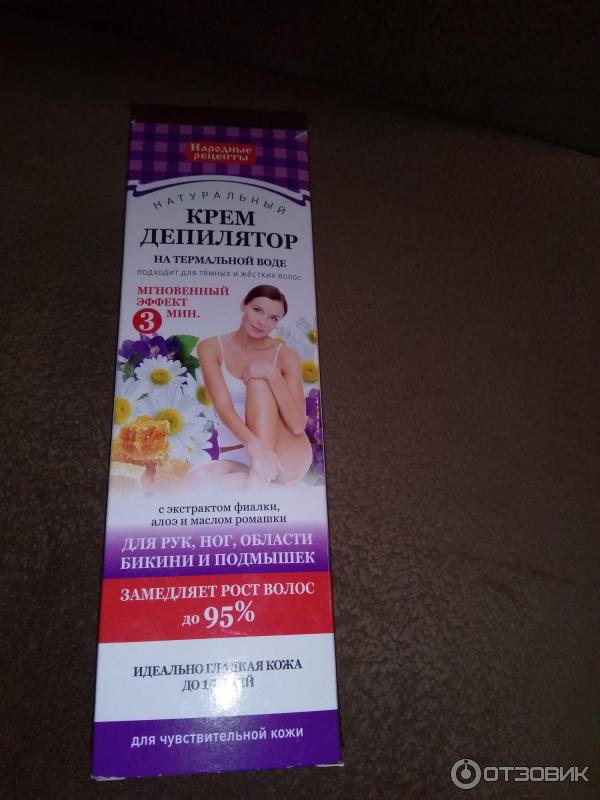 Народные
рецепты
НАТУРАЛЬНЫЙ
КРЕМ
ДЕПИЛЯТОР
НА ТЕРМАЛЬНОЙ ВОДЕ
подходит для тёмных и жёстких волос
МГНОВЕННЫЙ
ЭФФЕКТ
3 МИН.
с экстрактом фиалки,
алоэ и маслом ромашки
ДЛЯ РУК, НОГ, ОБЛАСТИ
БИКИНИ И ПОДМЫШЕК
ЗАМЕДЛЯЕТ РОСТ ВОЛОС
до 95%
ИДЕАЛЬНО ГЛАДКАЯ КОЖА
ДО
для чувствительной кожи
ОТЗОВИК